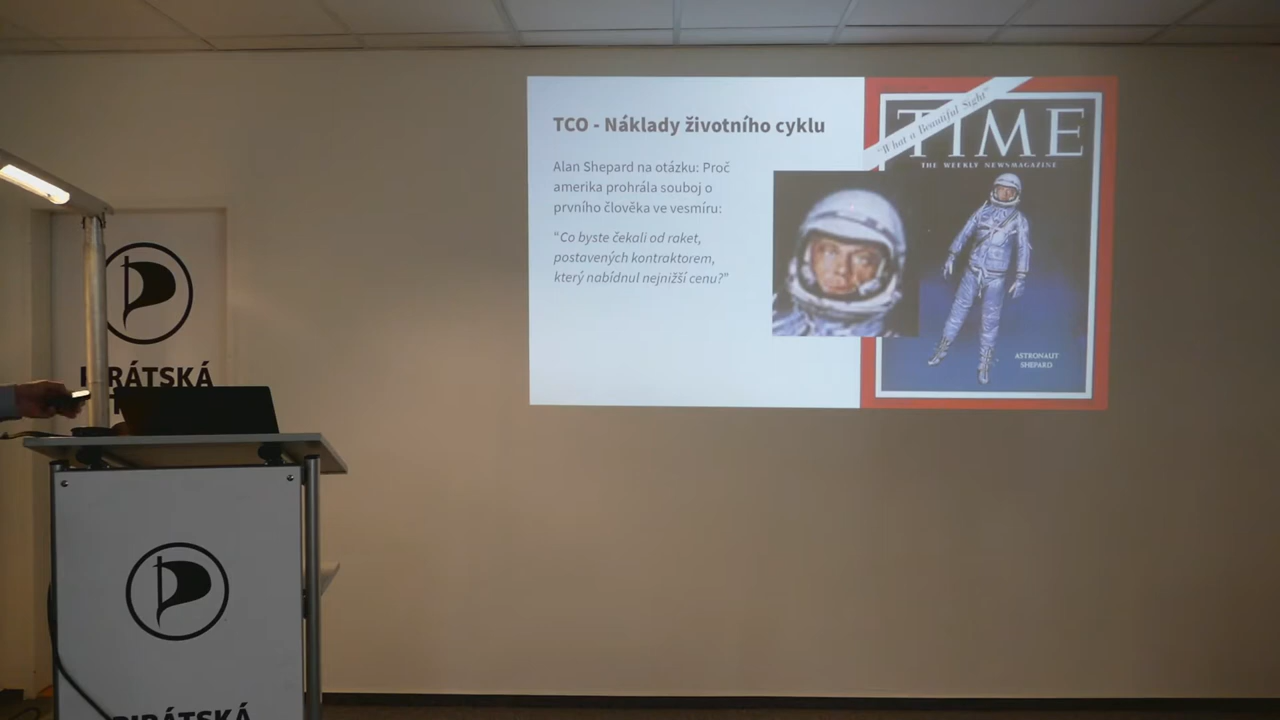 TCO - Náklady životního cyklu
Alan Shepard na otázku: Proč
amerika prohrála souboj o
prvního člověka ve vesmíru:
“Co byste čekali od raket,
postavených kontraktorem,
který nabídnul nejnižší cenu?”
"What a Beautiful Sight"
TIME
THE WEEKLY NEWSMAGAZINE
ASTRONAUT
SHEPARD
RÁTSKÁ
PIRÁTSKÁ